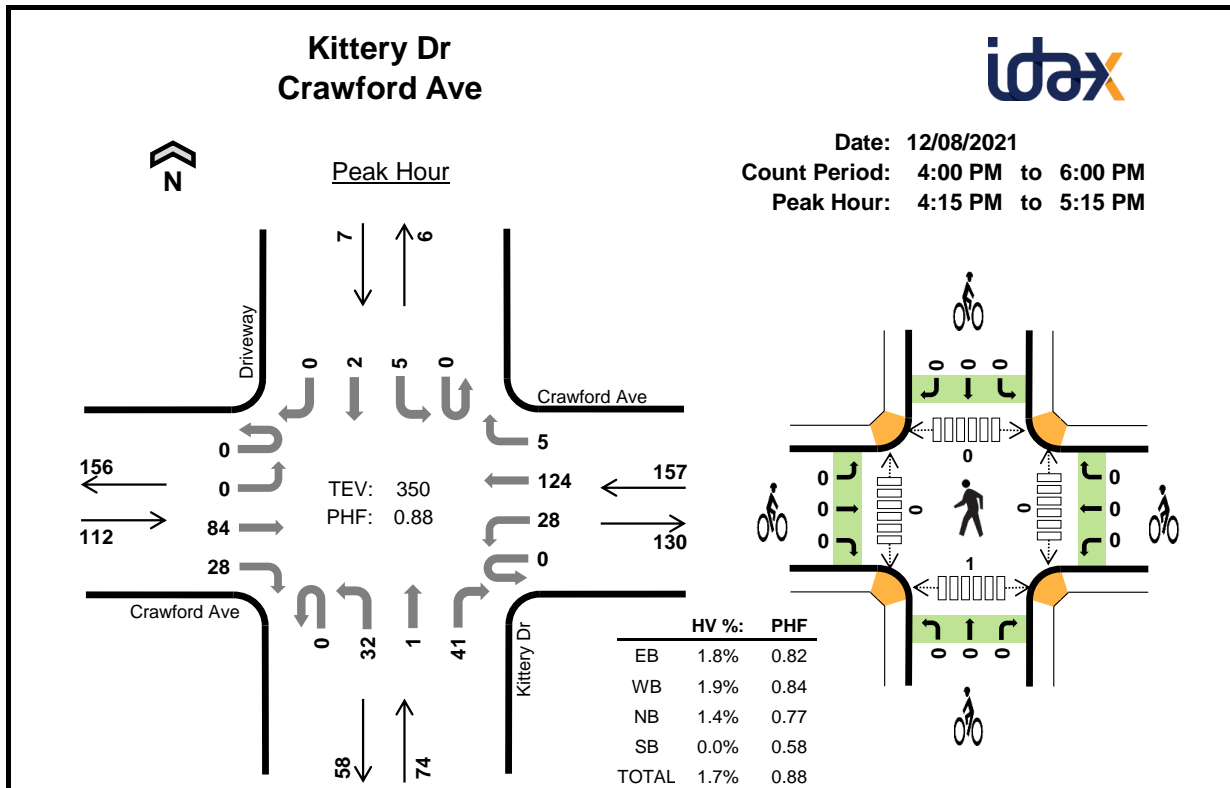 Kittery Dr
Crawford Ave
idax
Date: 12/08/2021
Count Period: 4:00 PM to 6:00 PM
Peak Hour: 4:15 PM to 5:15 PM
N
Peak Hour
7
6
Driveway
0
2
5
0
Crawford Ave
0
0
84
28
156
112
TEV: 350
PHF: 0.88
5
124
28
0
157
130
Crawford Ave
0
32
1
41
Kittery Dr
58
74
HV %: PHF
EB 1.8% 0.82
WB 1.9% 0.84
NB 1.4% 0.77
SB 0.0% 0.58
TOTAL 1.7% 0.88
0
0
0
0
0
0
0
0
0
0
0
0
0
1
0
0